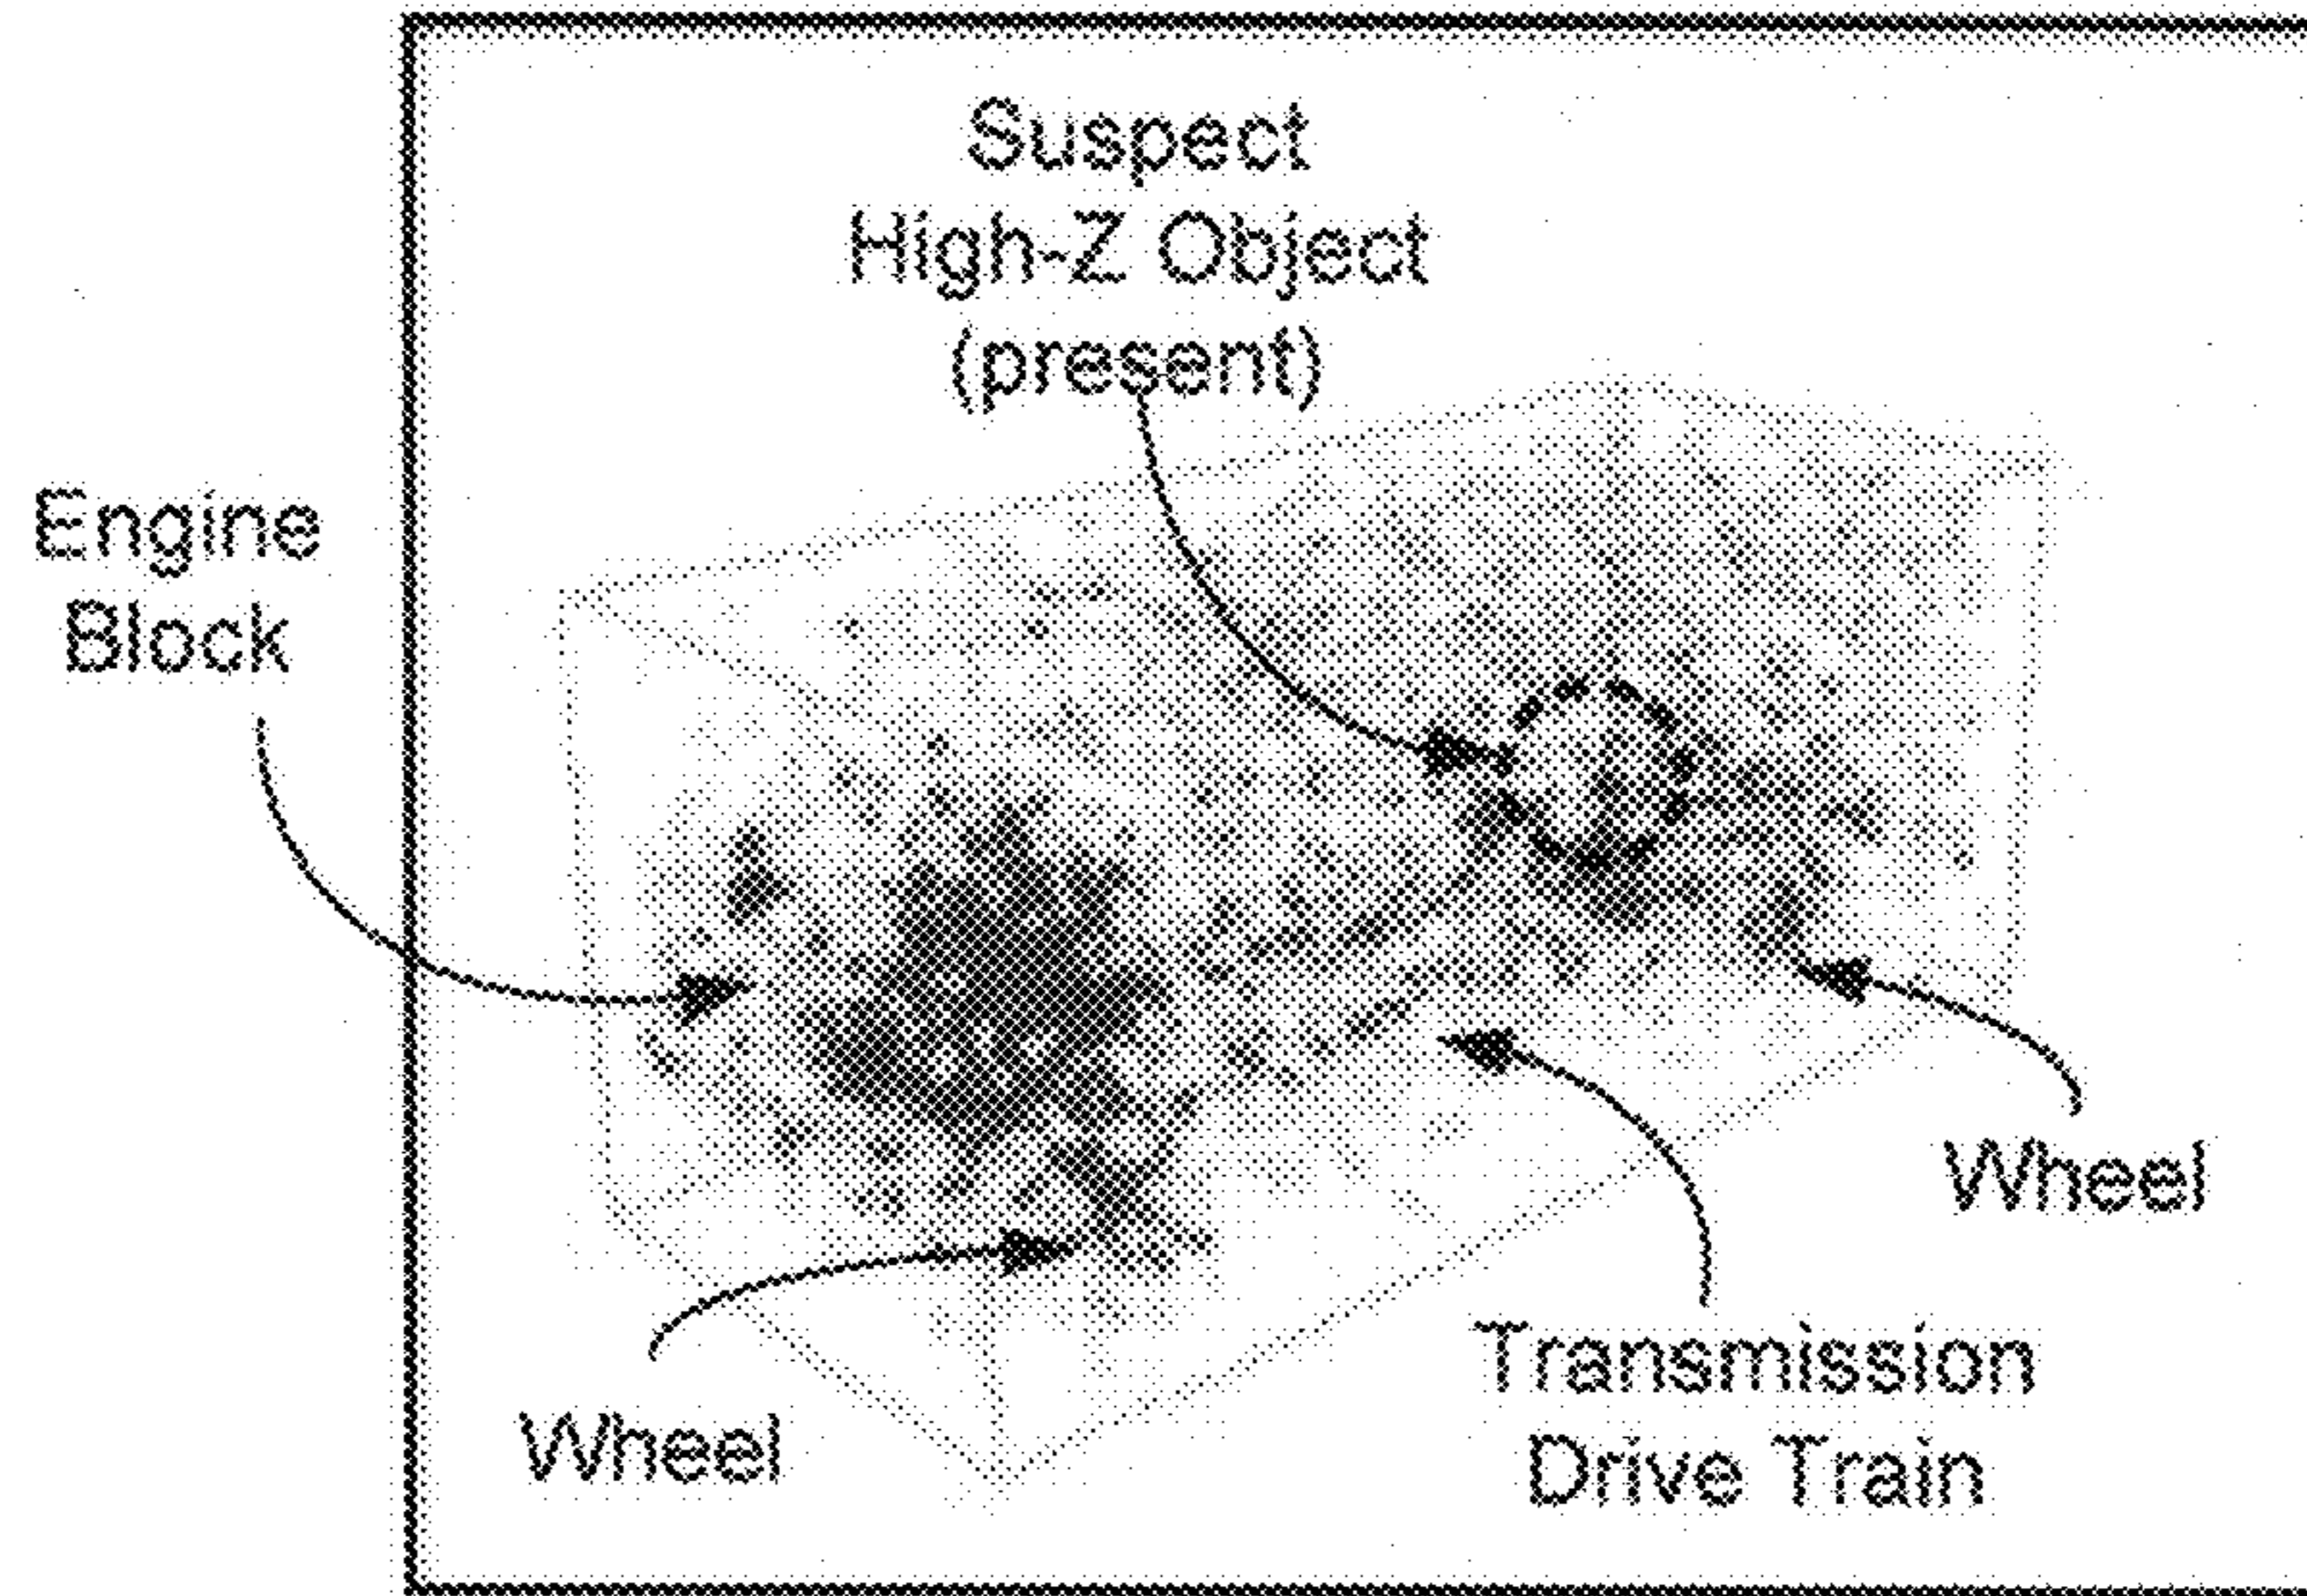 Suspect
High-Z Object
(present)
Engine
Block
Wheel
Transmission
Drive Train
Wheel